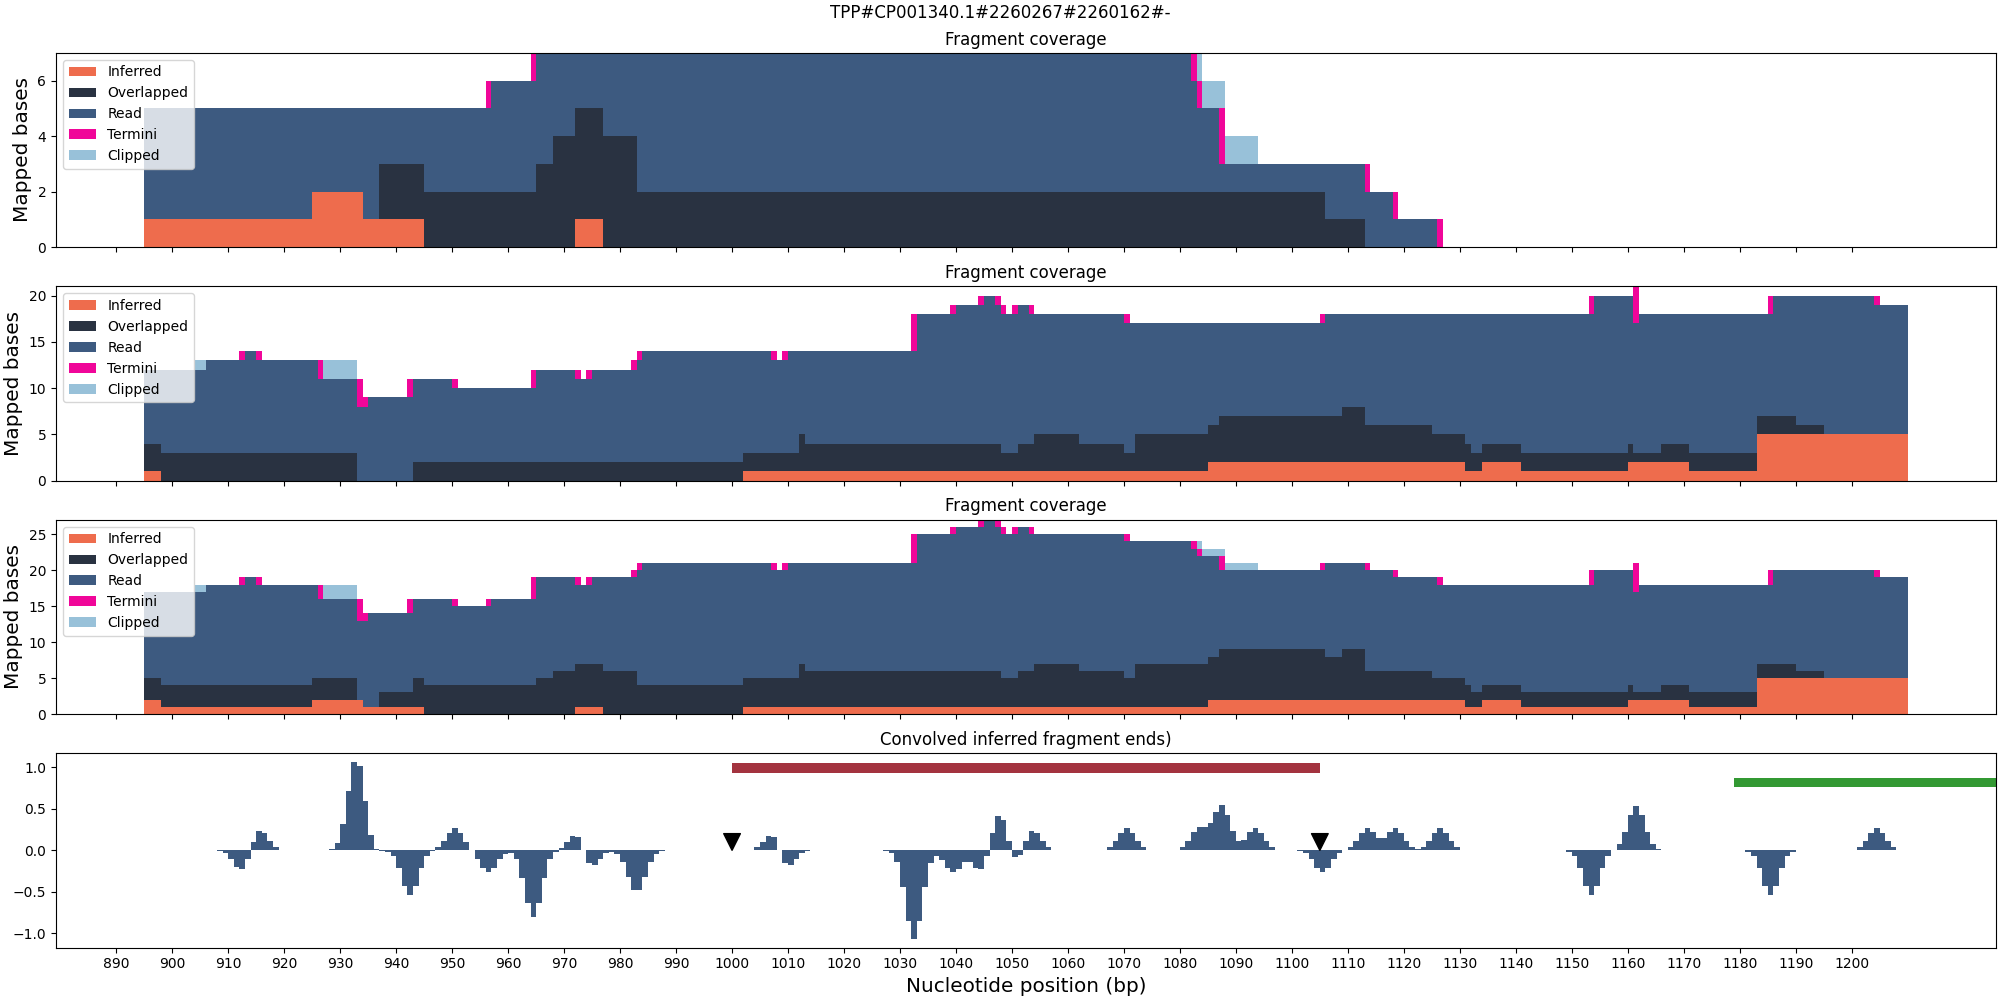 TPP#CP001340.1#2260267#2260162#-
Fragment coverage
Mapped bases
6
4
2
0
Inferred
Overlapped
Read
Termini
Clipped
Fragment coverage
Mapped bases
20
15
10
5
0
Inferred
Overlapped
Read
Termini
Clipped
Fragment coverage
Mapped bases
25
20
15
10
5
0
Inferred
Overlapped
Read
Termini
Clipped
Convolved inferred fragment ends)
1.0
0.5
0.0
−0.5
−1.0
890 900 910 920 930 940 950 960 970 980 990 1000 1010 1020 1030 1040 1050 1060 1070 1080 1090 1100 1110 1120 1130 1140 1150 1160 1170 1180 1190 1200
Nucleotide position (bp)